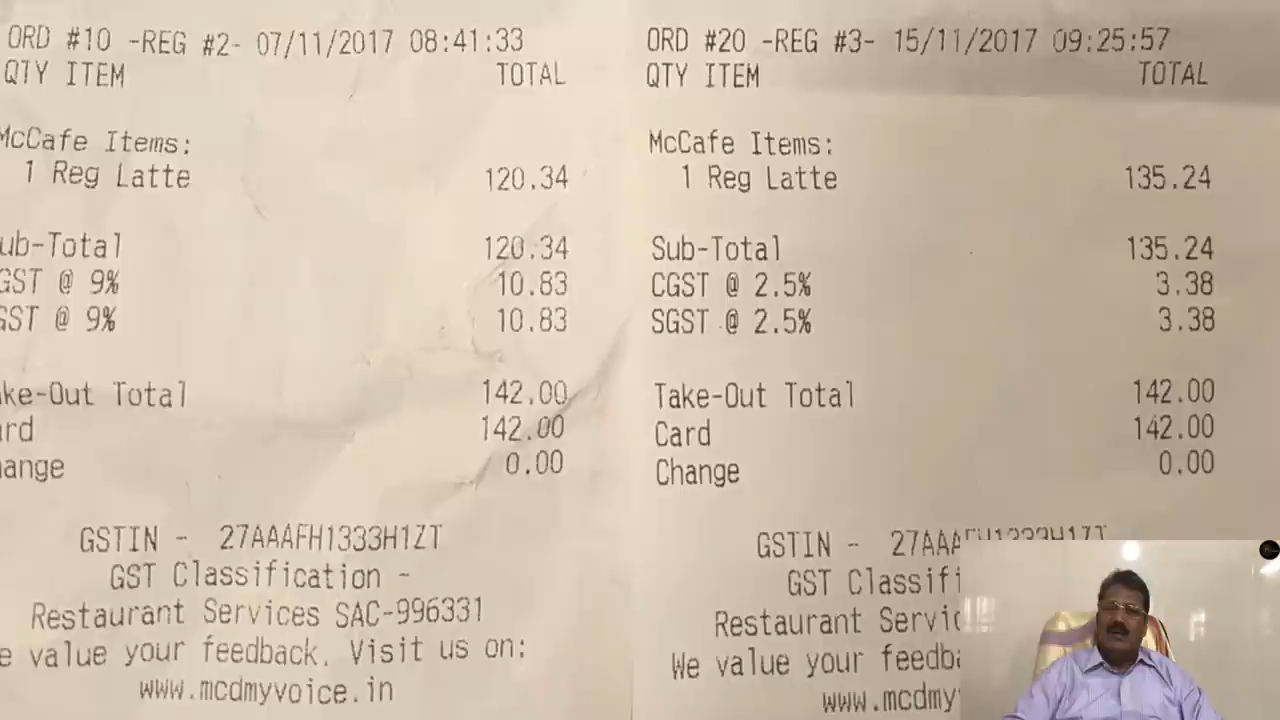 ORD #10 -REG #2- 07/11/2017 08:41:33
QTY ITEM TOTAL
McCafe Items:
1 Reg Latte 120.34
ub-Total 120.34
GST @ 9% 10.83
GST @ 9% 10.83
ke-Out Total 142.00
ard 142.00
ange 0.00
GSTIN - 27AAAFH1333H1ZT
GST Classification -
Restaurant Services SAC-996331
e value your feedback. Visit us on:
www.mcdmyvoice.in
ORD #20 -REG #3- 15/11/2017 09:25:57
QTY ITEM TOTAL
McCafe Items:
1 Reg Latte 135.24
Sub-Total 135.24
CGST @ 2.5% 3.38
SGST @ 2.5% 3.38
Take-Out Total 142.00
Card 142.00
Change 0.00
GSTIN - 27AAAFH1333H1ZT
GST Classifi
Restaurant Servic
We value your feedba
www.mcdmy